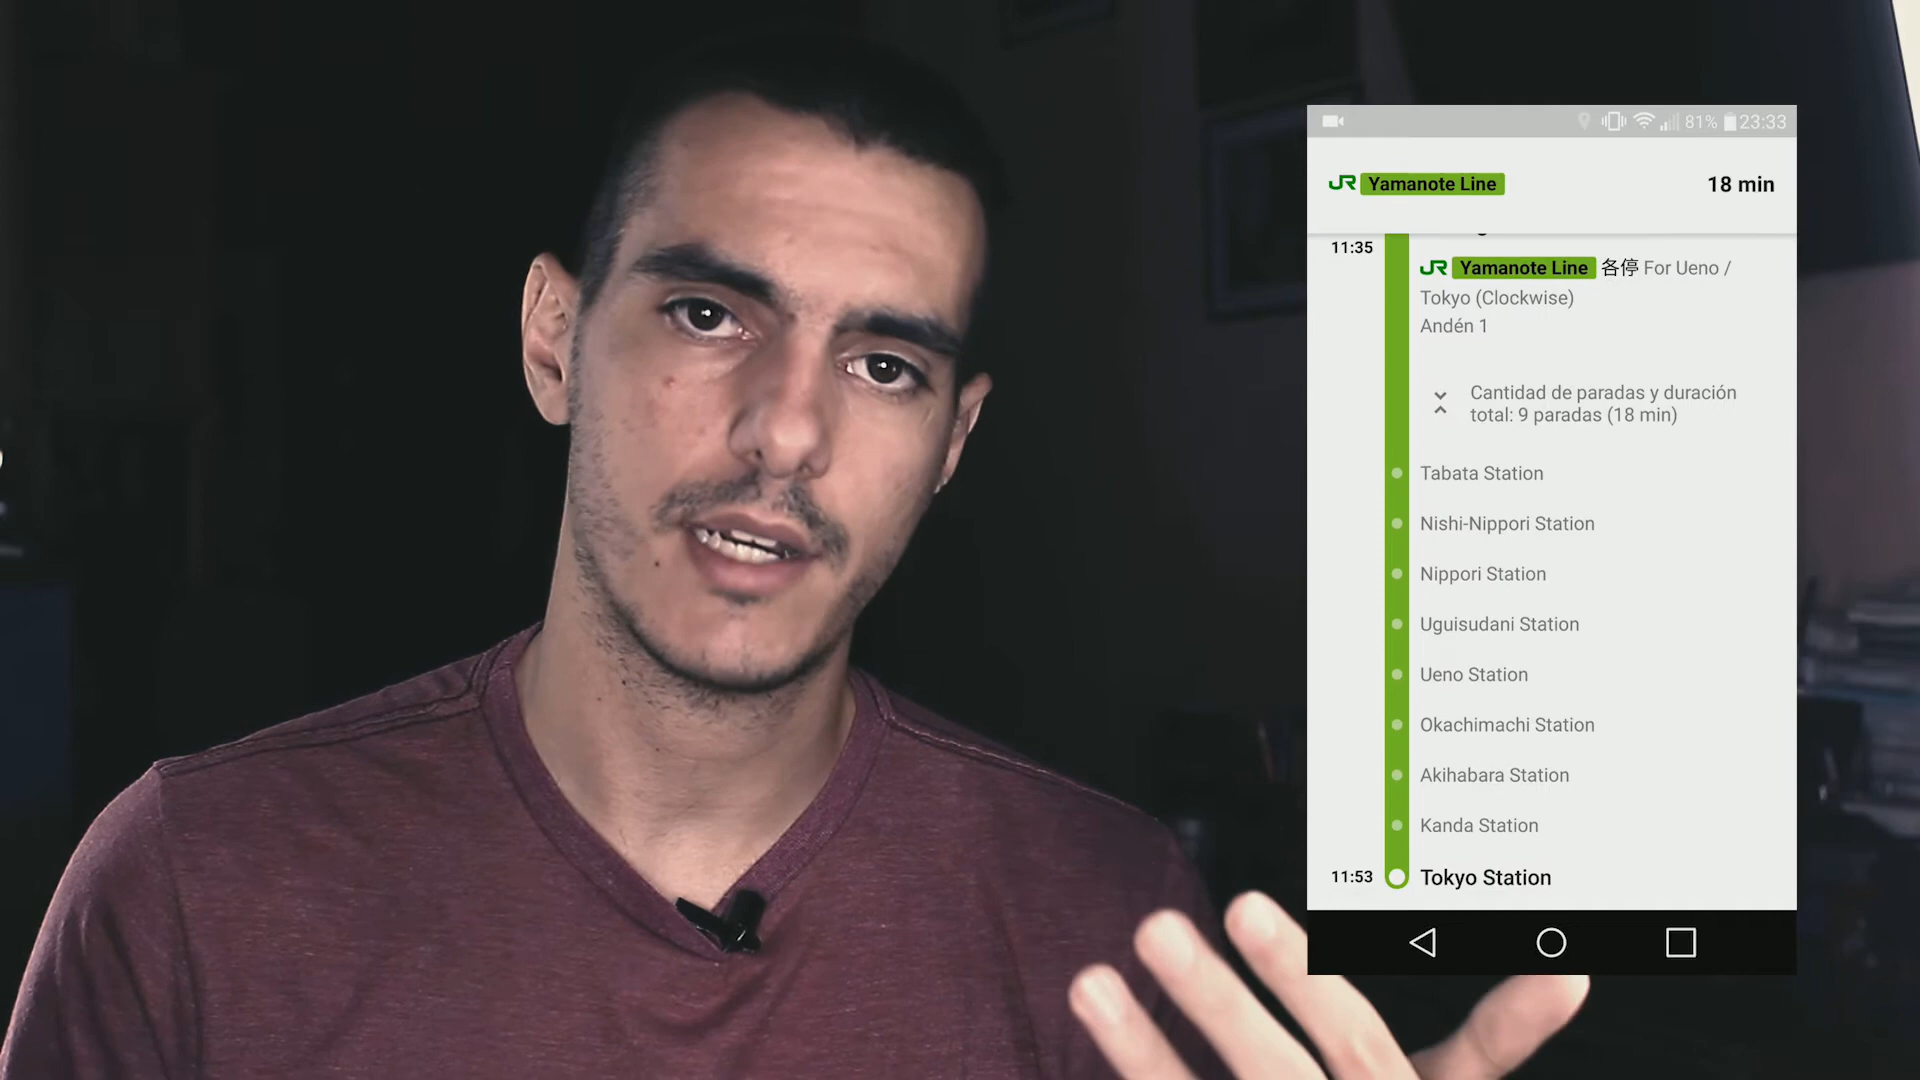 81% 23:33
JR Yamanote Line 18 min
11:35
JR Yamanote Line 各停 For Ueno /
Tokyo (Clockwise)
Andén 1
Cantidad de paradas y duración
total: 9 paradas (18 min)
Tabata Station
Nishi-Nippori Station
Nippori Station
Uguisudani Station
Ueno Station
Okachimachi Station
Akihabara Station
Kanda Station
11:53 Tokyo Station